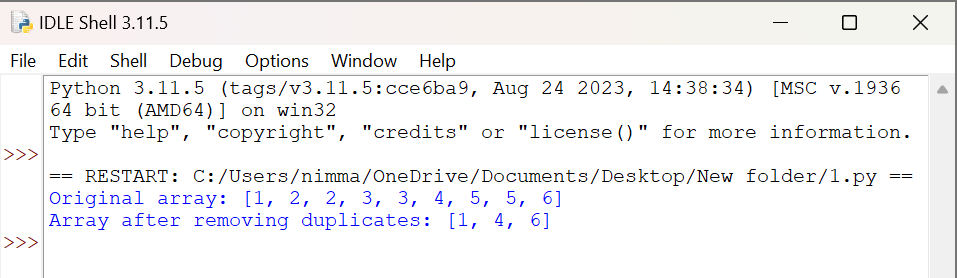 IDLE Shell 3.11.5
File Edit Shell Debug Options Window Help
Python 3.11.5 (tags/v3.11.5:cce6ba9, Aug 24 2023, 14:38:34) [MSC v.1936
64 bit (AMD64)] on win32
Type "help", "copyright", "credits" or "license()" for more information.
>>>
== RESTART: C:/Users/nimma/OneDrive/Documents/Desktop/New folder/1.py ==
Original array: [1, 2, 2, 3, 3, 4, 5, 5, 6]
Array after removing duplicates: [1, 4, 6]
>>>